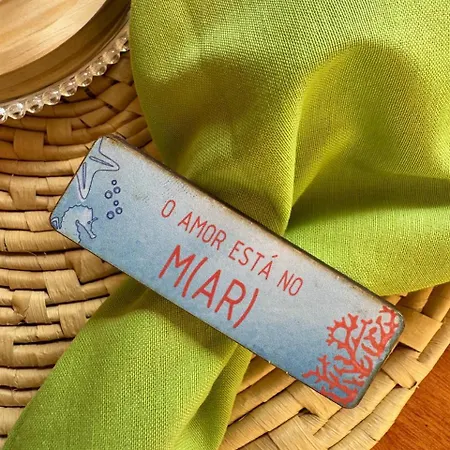 O AMOR ESTÁ NO
M(AR)